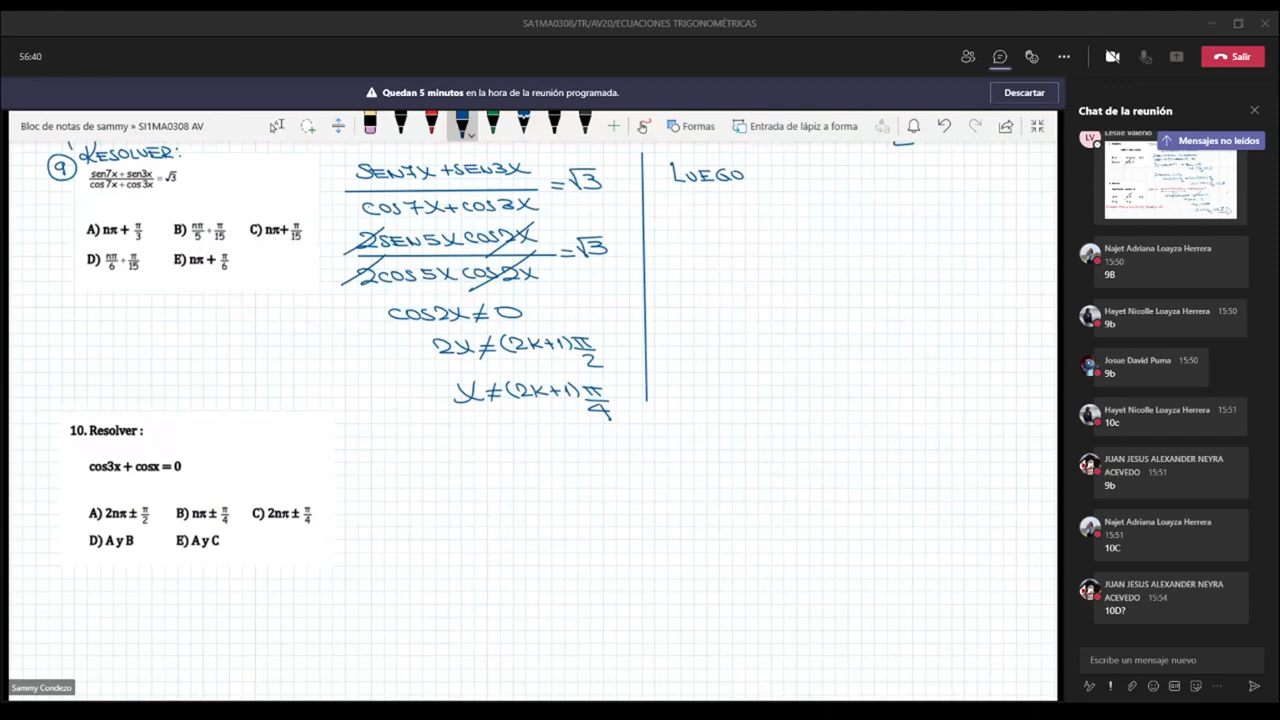 SA1MA0308/TR/AV20/ECUACIONES TRIGONOMÉTRICAS
56:40
Salir
Quedan 5 minutos en la hora de la reunión programada.
Descartar
Bloc de notas de sammy » SI1MA0308 AV
Formas
Entrada de lápiz a forma
9 RESOLVER:
sen7x + sen3x / cos7x + cos3x = √3
A) nπ + π/3 B) nπ/5 + π/15 C) nπ + π/15
D) nπ/6 + π/15 E) nπ + π/6
SEN7X + SEN3X / COS7X + COS3X = √3
2SEN5X COS2X / 2COS5X COS2X = √3
COS2X ≠ 0
2X ≠ (2K+1)π/2
X ≠ (2K+1)π/4
LUEGO
10. Resolver :
cos3x + cosx = 0
A) 2nπ ± π/2 B) nπ ± π/4 C) 2nπ ± π/4
D) A y B E) A y C
Sammy Condezo
Chat de la reunión
LV
Leslie Valerio
Mensajes no leídos
Najet Adriana Loayza Herrera
15:50
9B
Hayet Nicolle Loayza Herrera 15:50
9b
Josue David Puma 15:50
9b
Hayet Nicolle Loayza Herrera 15:51
10c
JUAN JESUS ALEXANDER NEYRA
ACEVEDO 15:51
9b
Najet Adriana Loayza Herrera
15:51
10C
JUAN JESUS ALEXANDER NEYRA
ACEVEDO 15:54
10D?
Escribe un mensaje nuevo
GIF